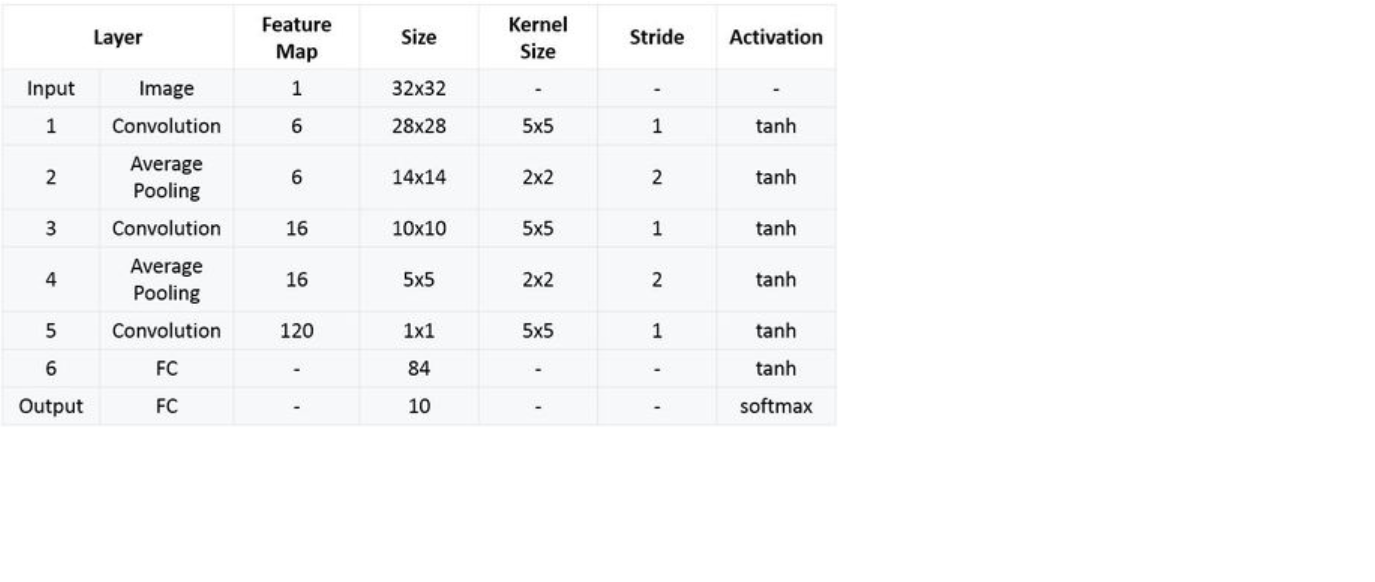 Layer Feature Map Size Kernel Size Stride Activation
Input Image 1 32x32 - - -
1 Convolution 6 28x28 5x5 1 tanh
2 Average Pooling 6 14x14 2x2 2 tanh
3 Convolution 16 10x10 5x5 1 tanh
4 Average Pooling 16 5x5 2x2 2 tanh
5 Convolution 120 1x1 5x5 1 tanh
6 FC - 84 - - tanh
Output FC - 10 - - softmax